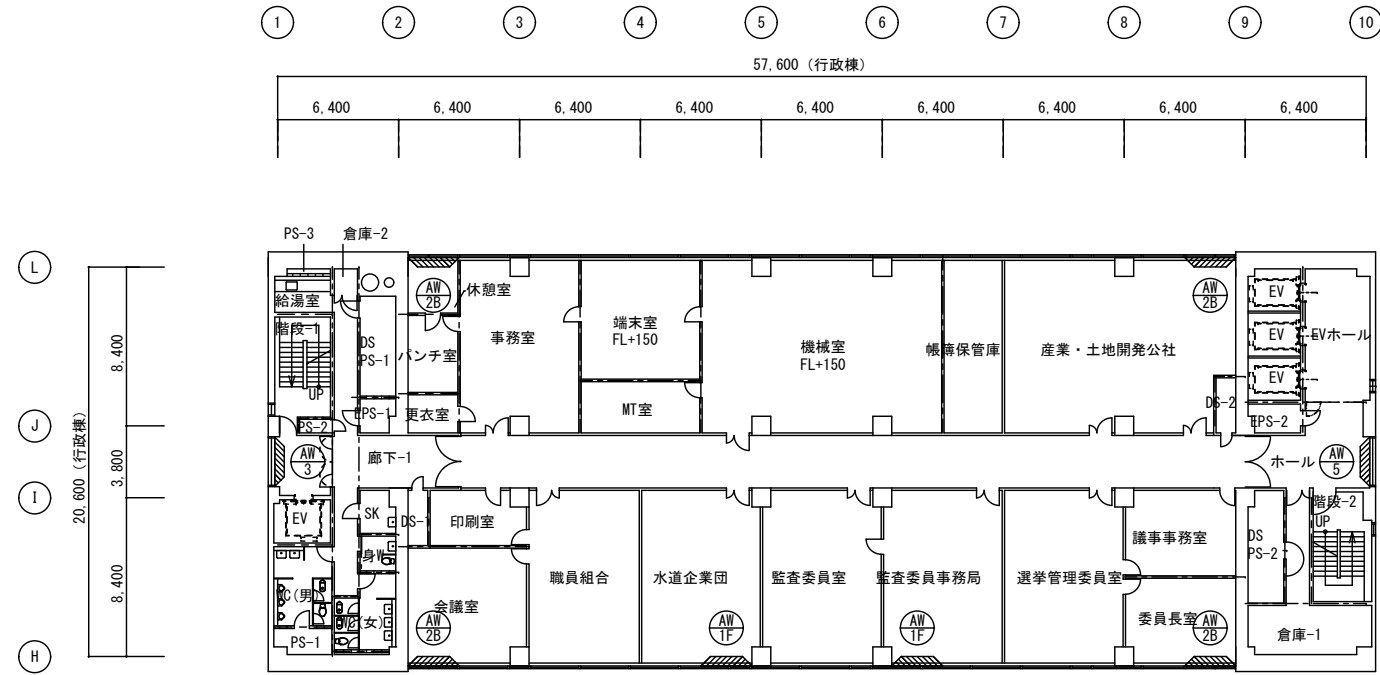 1 2 3 4 5 6 7 8 9 10
57,600 (行政棟)
6,400 6,400 6,400 6,400 6,400 6,400 6,400 6,400 6,400
L
J
I
H
20,600 (行政棟)
8,400
3,800
8,400
PS-3
倉庫-2
給湯室
階段-1
UP
DS
PS-1
EPS-1
PS-2
AW
2B
休憩室
パンチ室
更衣室
事務室
端末室
FL+150
MT室
機械室
FL+150
帳簿保管庫
産業・土地開発公社
AW
2B
DS-2
EV
EV
EV
EVホール
EPS-2
AW
3
廊下-1
ホール
AW
5
EV
SK
身W
WC(男)
WC(女)
PS-1
DS-1
印刷室
会議室
AW
2B
職員組合
水道企業団
AW
1F
監査委員室
監査委員事務局
AW
1F
選挙管理委員室
議事事務室
委員長室
AW
2B
DS
PS-2
階段-2
UP
倉庫-1